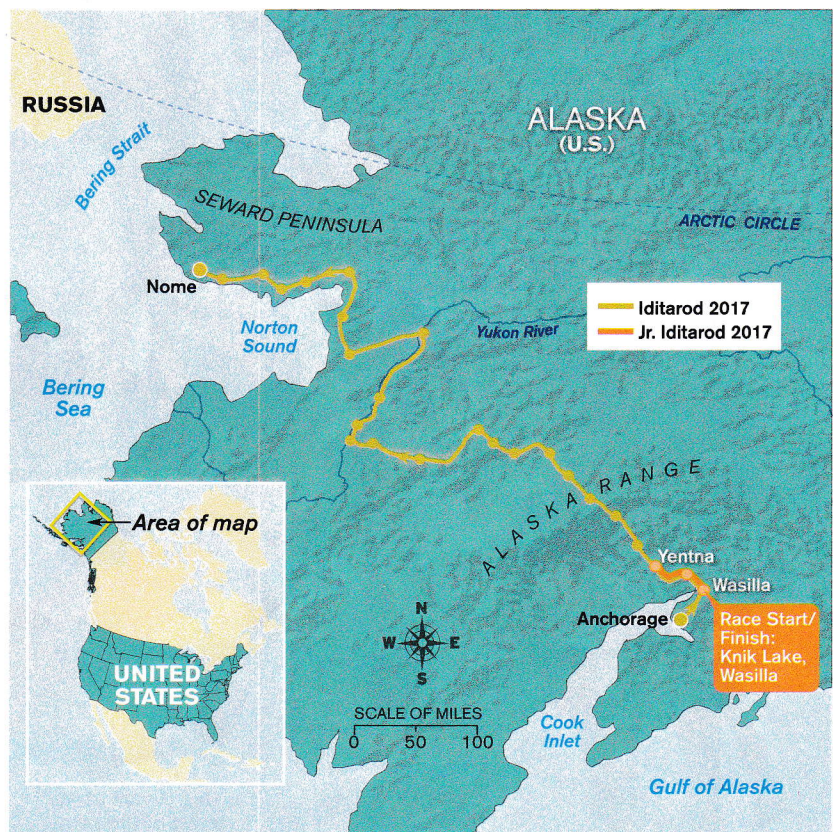 RUSSIA
Bering Strait
ALASKA
(U.S.)
SEWARD PENINSULA
ARCTIC CIRCLE
Nome
Iditarod 2017
Jr. Iditarod 2017
Norton
Sound
Yukon River
Bering
Sea
ALASKA RANGE
Area of map
Yentna
Wasilla
Anchorage
Race Start/
Finish:
Knik Lake,
Wasilla
N
W E
S
UNITED
STATES
SCALE OF MILES
0 50 100
Cook
Inlet
Gulf of Alaska